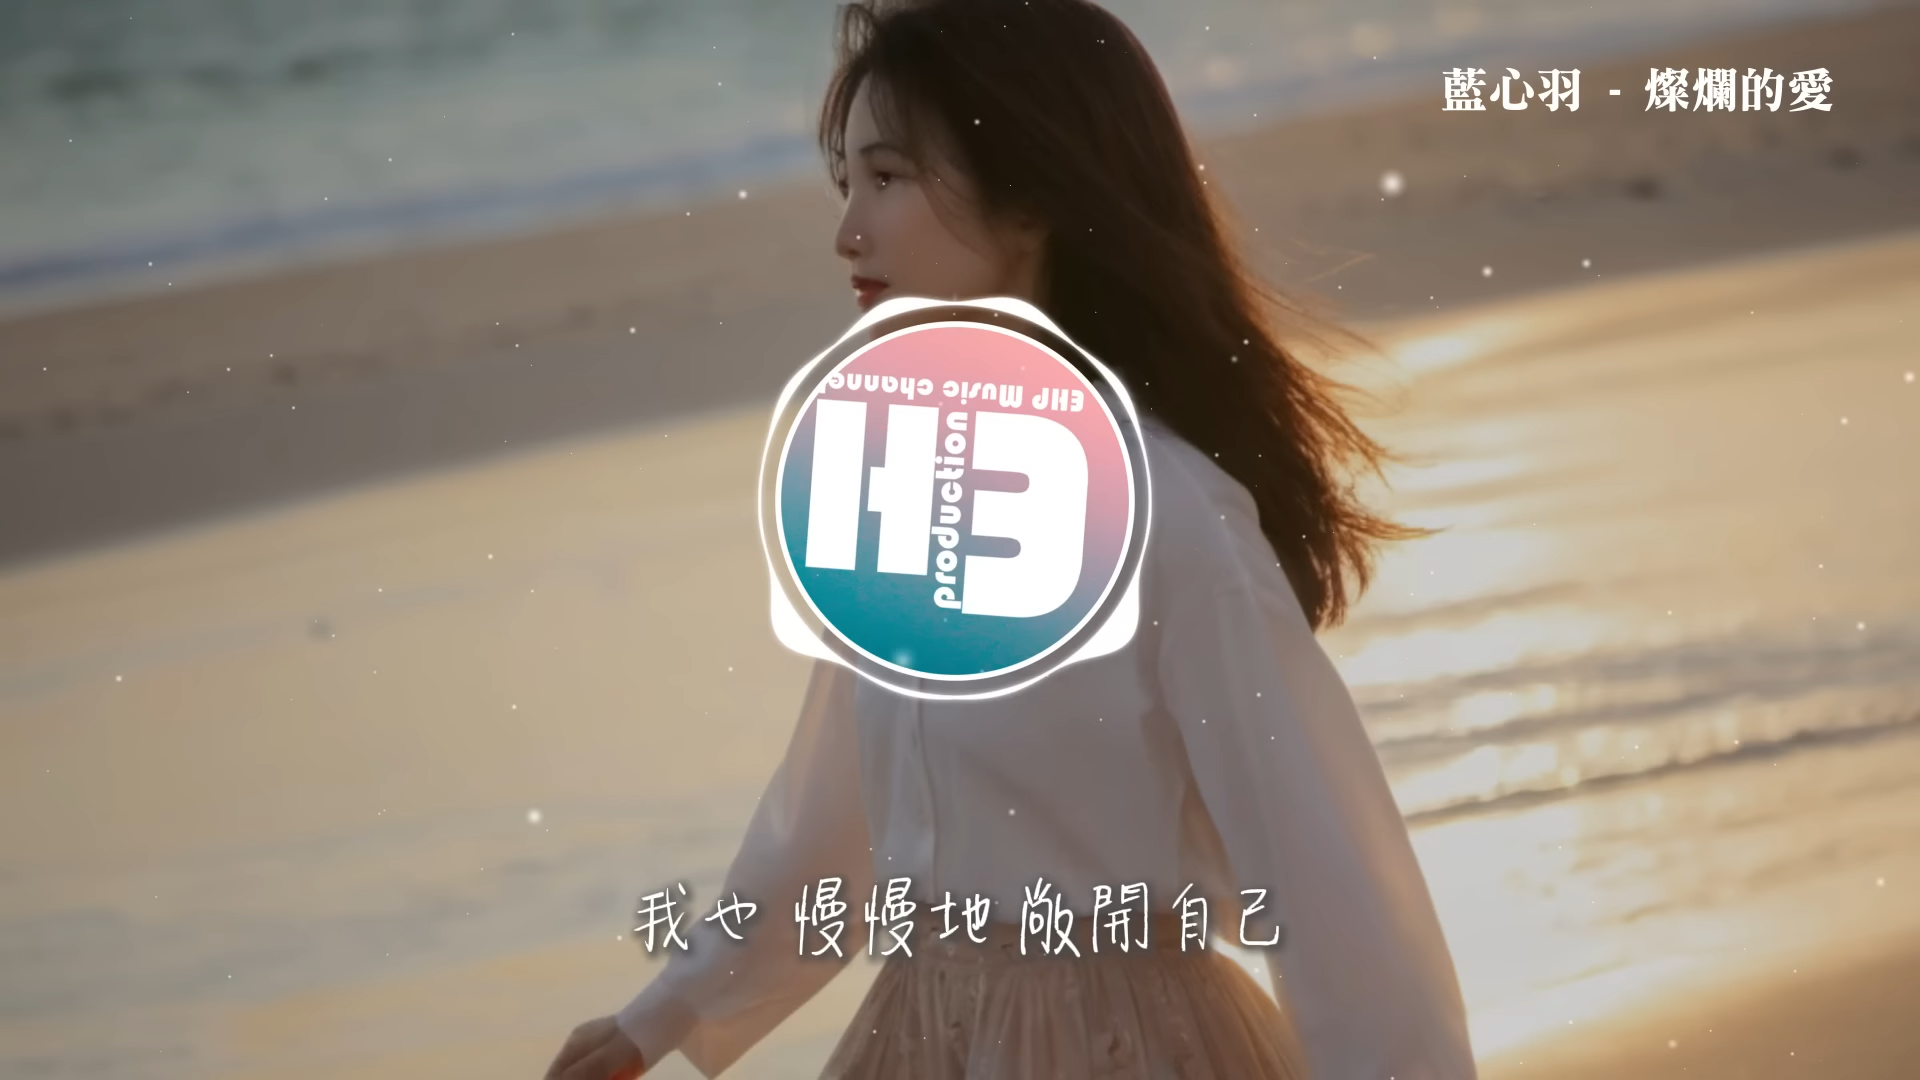 藍心羽 - 燦爛的愛
EHP Music channel
EH
production
我也 慢慢地 敞開自己